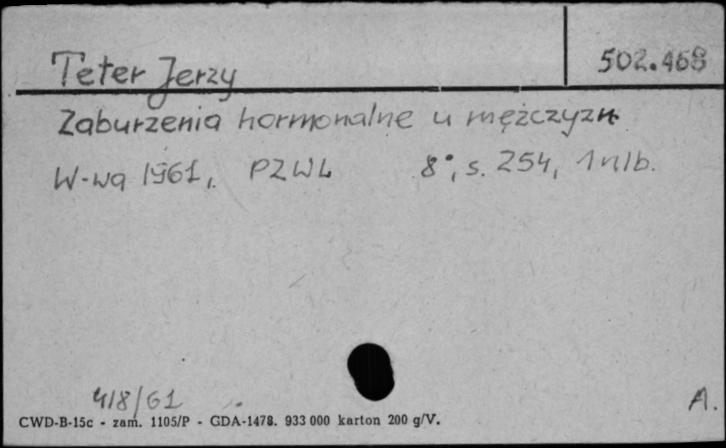 Teter Jerzy
502.468
Zaburzenia hormonalne u mężczyzn
W-wa 1961, PZWL 8°, s. 254, 1 nlb.
418/61
A.
CWD-B-15c - zam. 1105/P - GDA-1478. 933 000 karton 200 g/V.